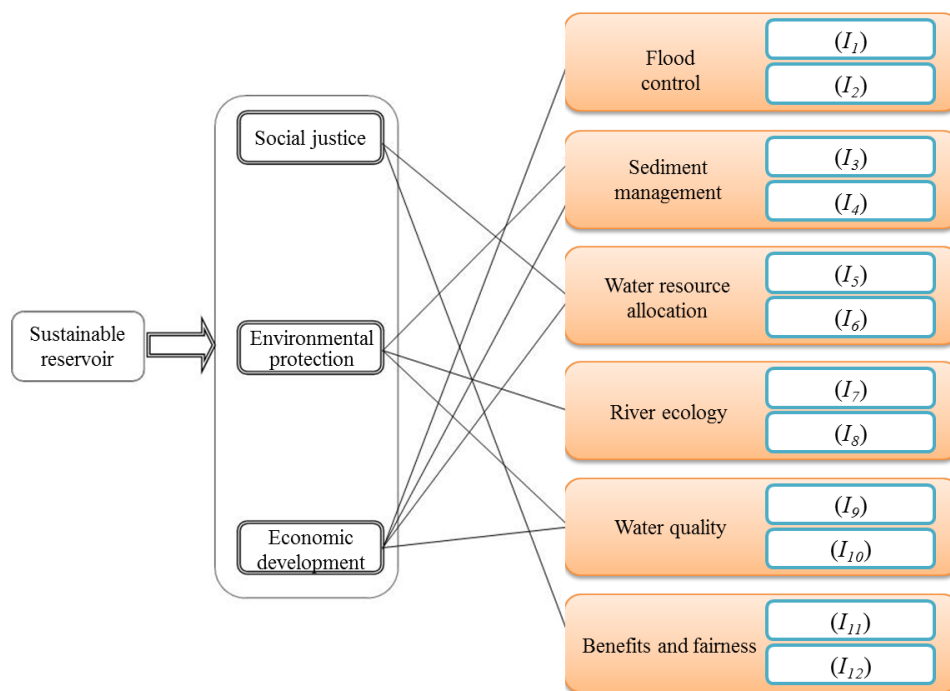 Sustainable
reservoir
Social justice
Environmental
protection
Economic
development
Flood
control
(I₁)
(I₂)
Sediment
management
(I₃)
(I₄)
Water resource
allocation
(I₅)
(I₆)
River ecology
(I₇)
(I₈)
Water quality
(I₉)
(I₁₀)
Benefits and fairness
(I₁₁)
(I₁₂)